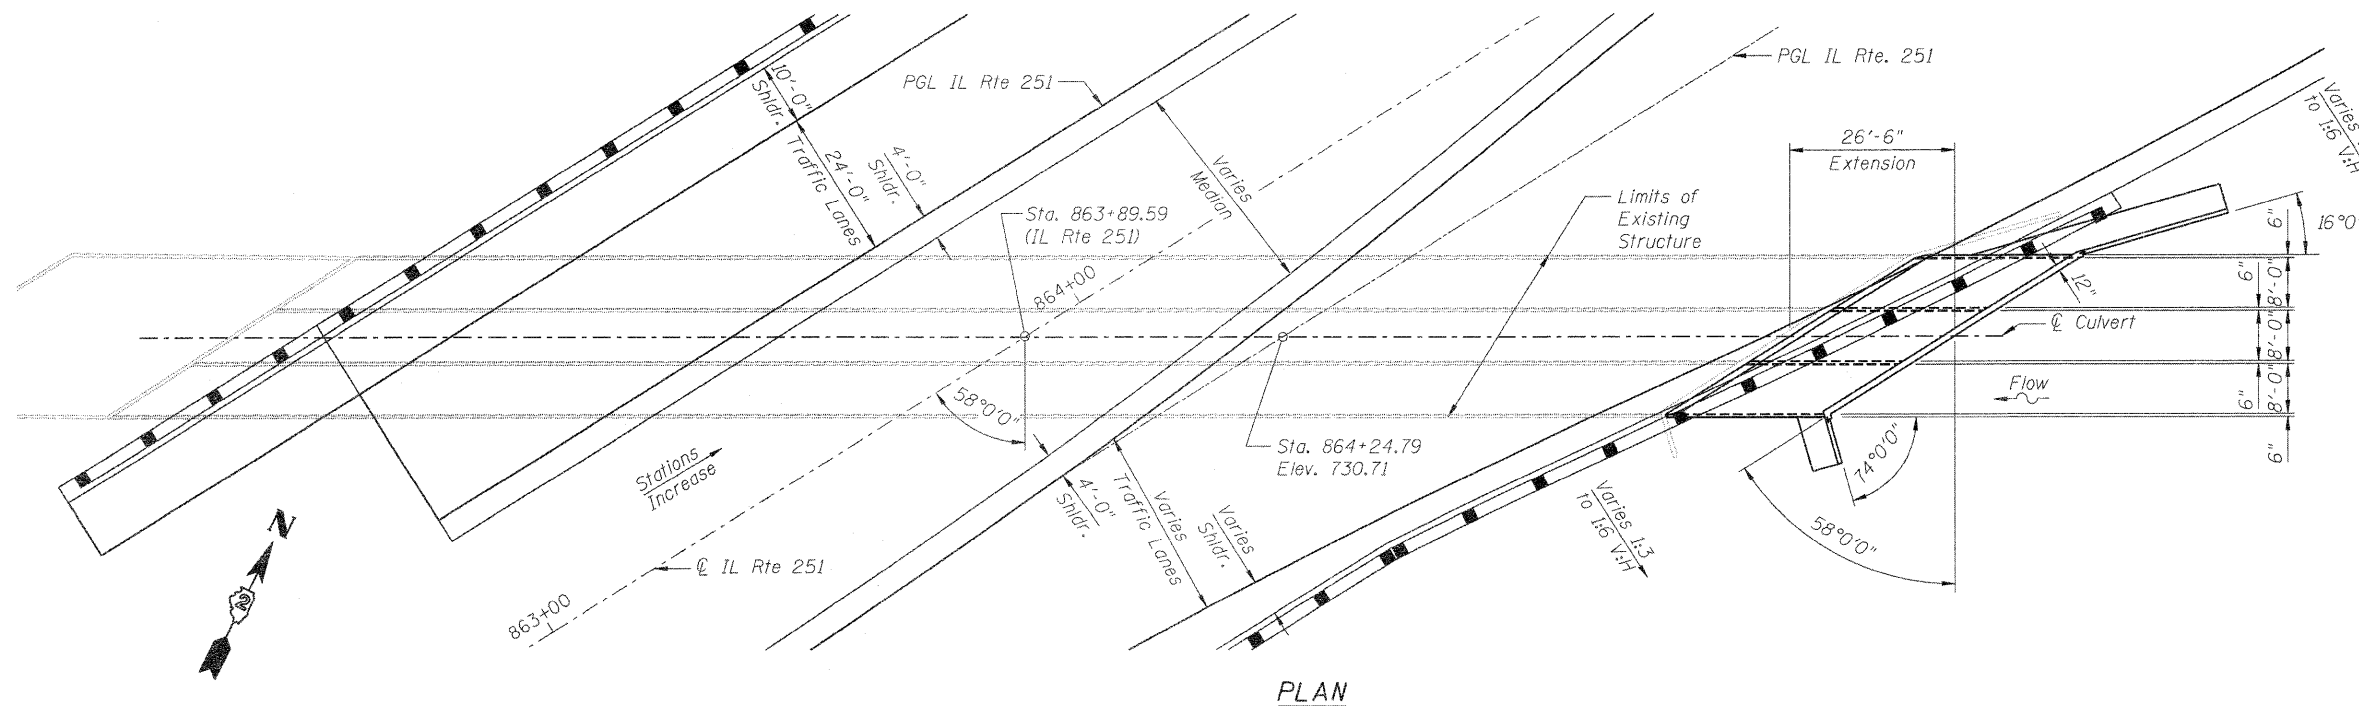 10'-0"
Shldr.
24'-0"
Traffic Lanes
4'-0"
Shldr.
PGL IL Rte 251
Varies
Median
Sta. 863+89.59
(IL Rte 251)
864+00
PGL IL Rte. 251
Limits of
Existing
Structure
26'-6"
Extension
Varies
to 1:6 V:H
16°0
6"
6"
8'-0"
12"
℄ Culvert
8'-0"
Flow
6"
8'-0"
6"
58°0'0"
Stations
Increase
Sta. 864+24.79
Elev. 730.71
74°0'0"
58°0'0"
Varies 1:3
to 1:6 V:H
4'-0"
Shldr.
Varies
Traffic Lanes
Varies
Shldr.
℄ IL Rte 251
863+00
N
2
PLAN